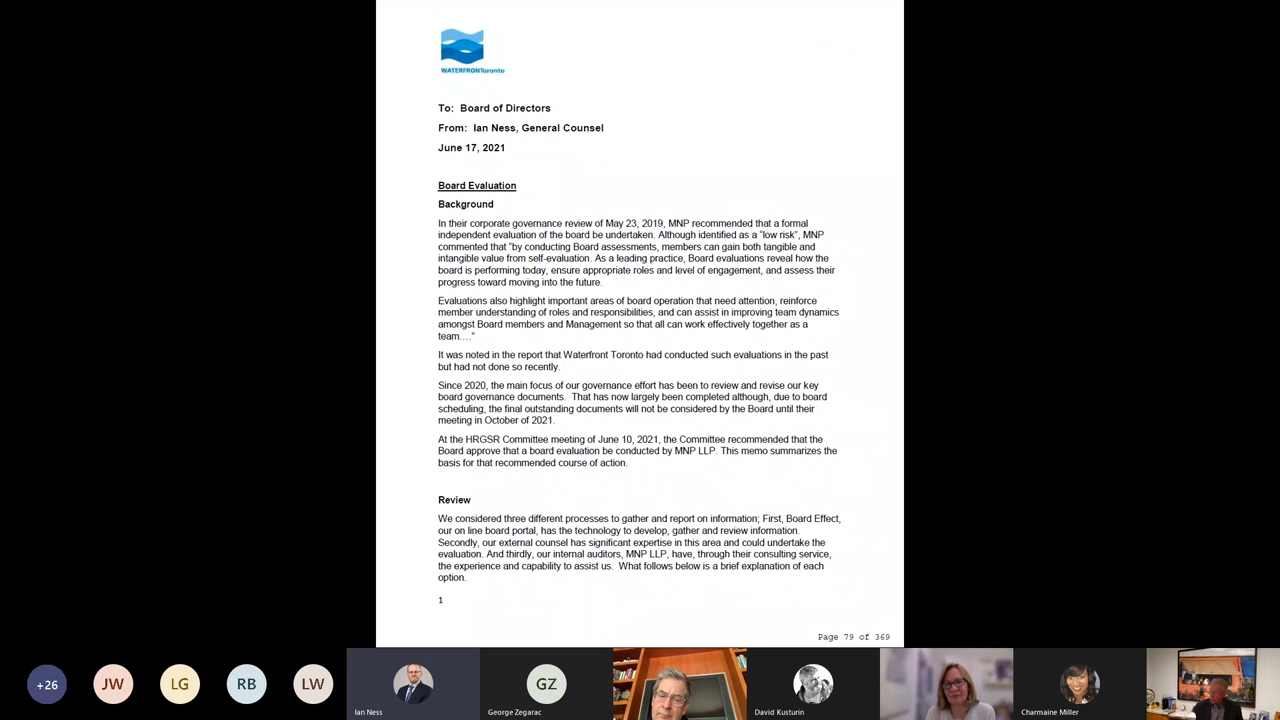 WATERFRONToronto
To: Board of Directors
From: Ian Ness, General Counsel
June 17, 2021
Board Evaluation
Background
In their corporate governance review of May 23, 2019, MNP recommended that a formal
independent evaluation of the board be undertaken. Although identified as a "low risk", MNP
commented that "by conducting Board assessments, members can gain both tangible and
intangible value from self-evaluation. As a leading practice, Board evaluations reveal how the
board is performing today, ensure appropriate roles and level of engagement, and assess their
progress toward moving into the future.
Evaluations also highlight important areas of board operation that need attention, reinforce
member understanding of roles and responsibilities, and can assist in improving team dynamics
amongst Board members and Management so that all can work effectively together as a
team…."
It was noted in the report that Waterfront Toronto had conducted such evaluations in the past
but had not done so recently.
Since 2020, the main focus of our governance effort has been to review and revise our key
board governance documents. That has now largely been completed although, due to board
scheduling, the final outstanding documents will not be considered by the Board until their
meeting in October of 2021.
At the HRGSR Committee meeting of June 10, 2021, the Committee recommended that the
Board approve that a board evaluation be conducted by MNP LLP. This memo summarizes the
basis for that recommended course of action.
Review
We considered three different processes to gather and report on information; First, Board Effect,
our on line board portal, has the technology to develop, gather and review information.
Secondly, our external counsel has significant expertise in this area and could undertake the
evaluation. And thirdly, our internal auditors, MNP LLP, have, through their consulting service,
the experience and capability to assist us. What follows below is a brief explanation of each
option.
1
Page 79 of 369
+26 JW LG RB LW GZ
Ian Ness George Zegarac David Kusturin Charmaine Miller